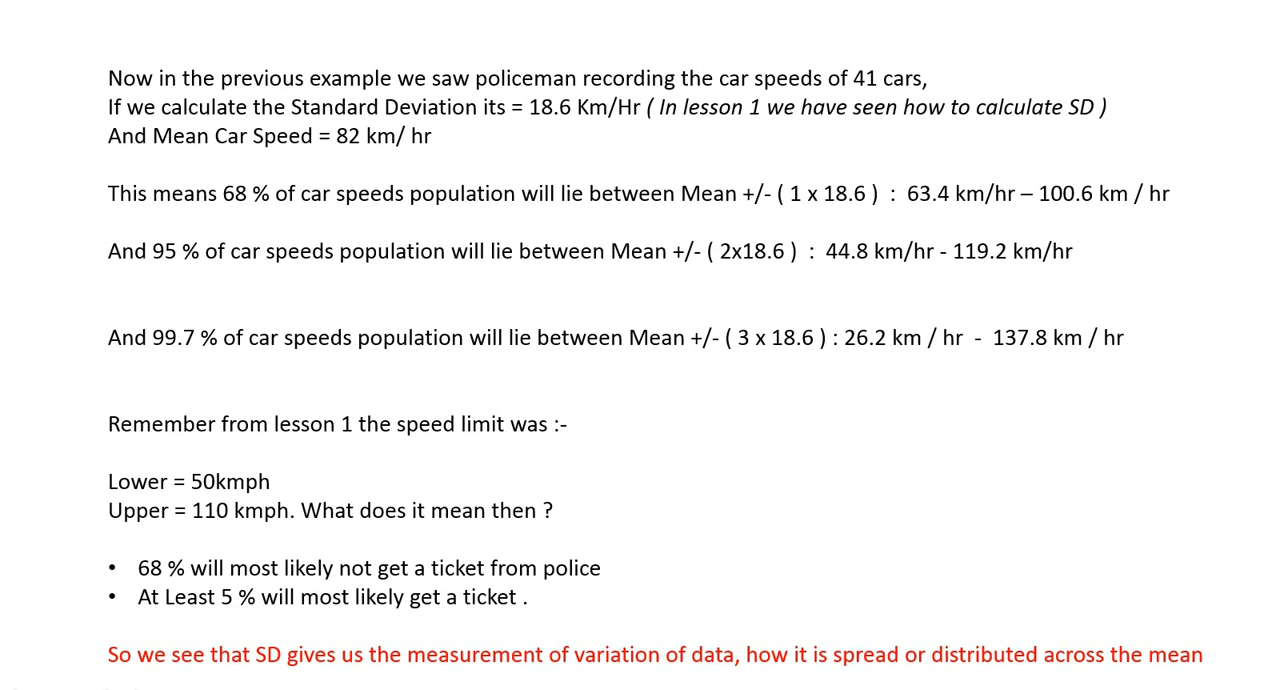 Now in the previous example we saw policeman recording the car speeds of 41 cars,
If we calculate the Standard Deviation its = 18.6 Km/Hr ( In lesson 1 we have seen how to calculate SD )
And Mean Car Speed = 82 km/ hr
This means 68 % of car speeds population will lie between Mean +/- ( 1 x 18.6 )  :  63.4 km/hr – 100.6 km / hr
And 95 % of car speeds population will lie between Mean +/- ( 2x18.6 )  :  44.8 km/hr - 119.2 km/hr
And 99.7 % of car speeds population will lie between Mean +/- ( 3 x 18.6 ) : 26.2 km / hr  -  137.8 km / hr
Remember from lesson 1 the speed limit was :-
Lower = 50kmph
Upper = 110 kmph. What does it mean then ?
• 68 % will most likely not get a ticket from police
• At Least 5 % will most likely get a ticket .
So we see that SD gives us the measurement of variation of data, how it is spread or distributed across the mean